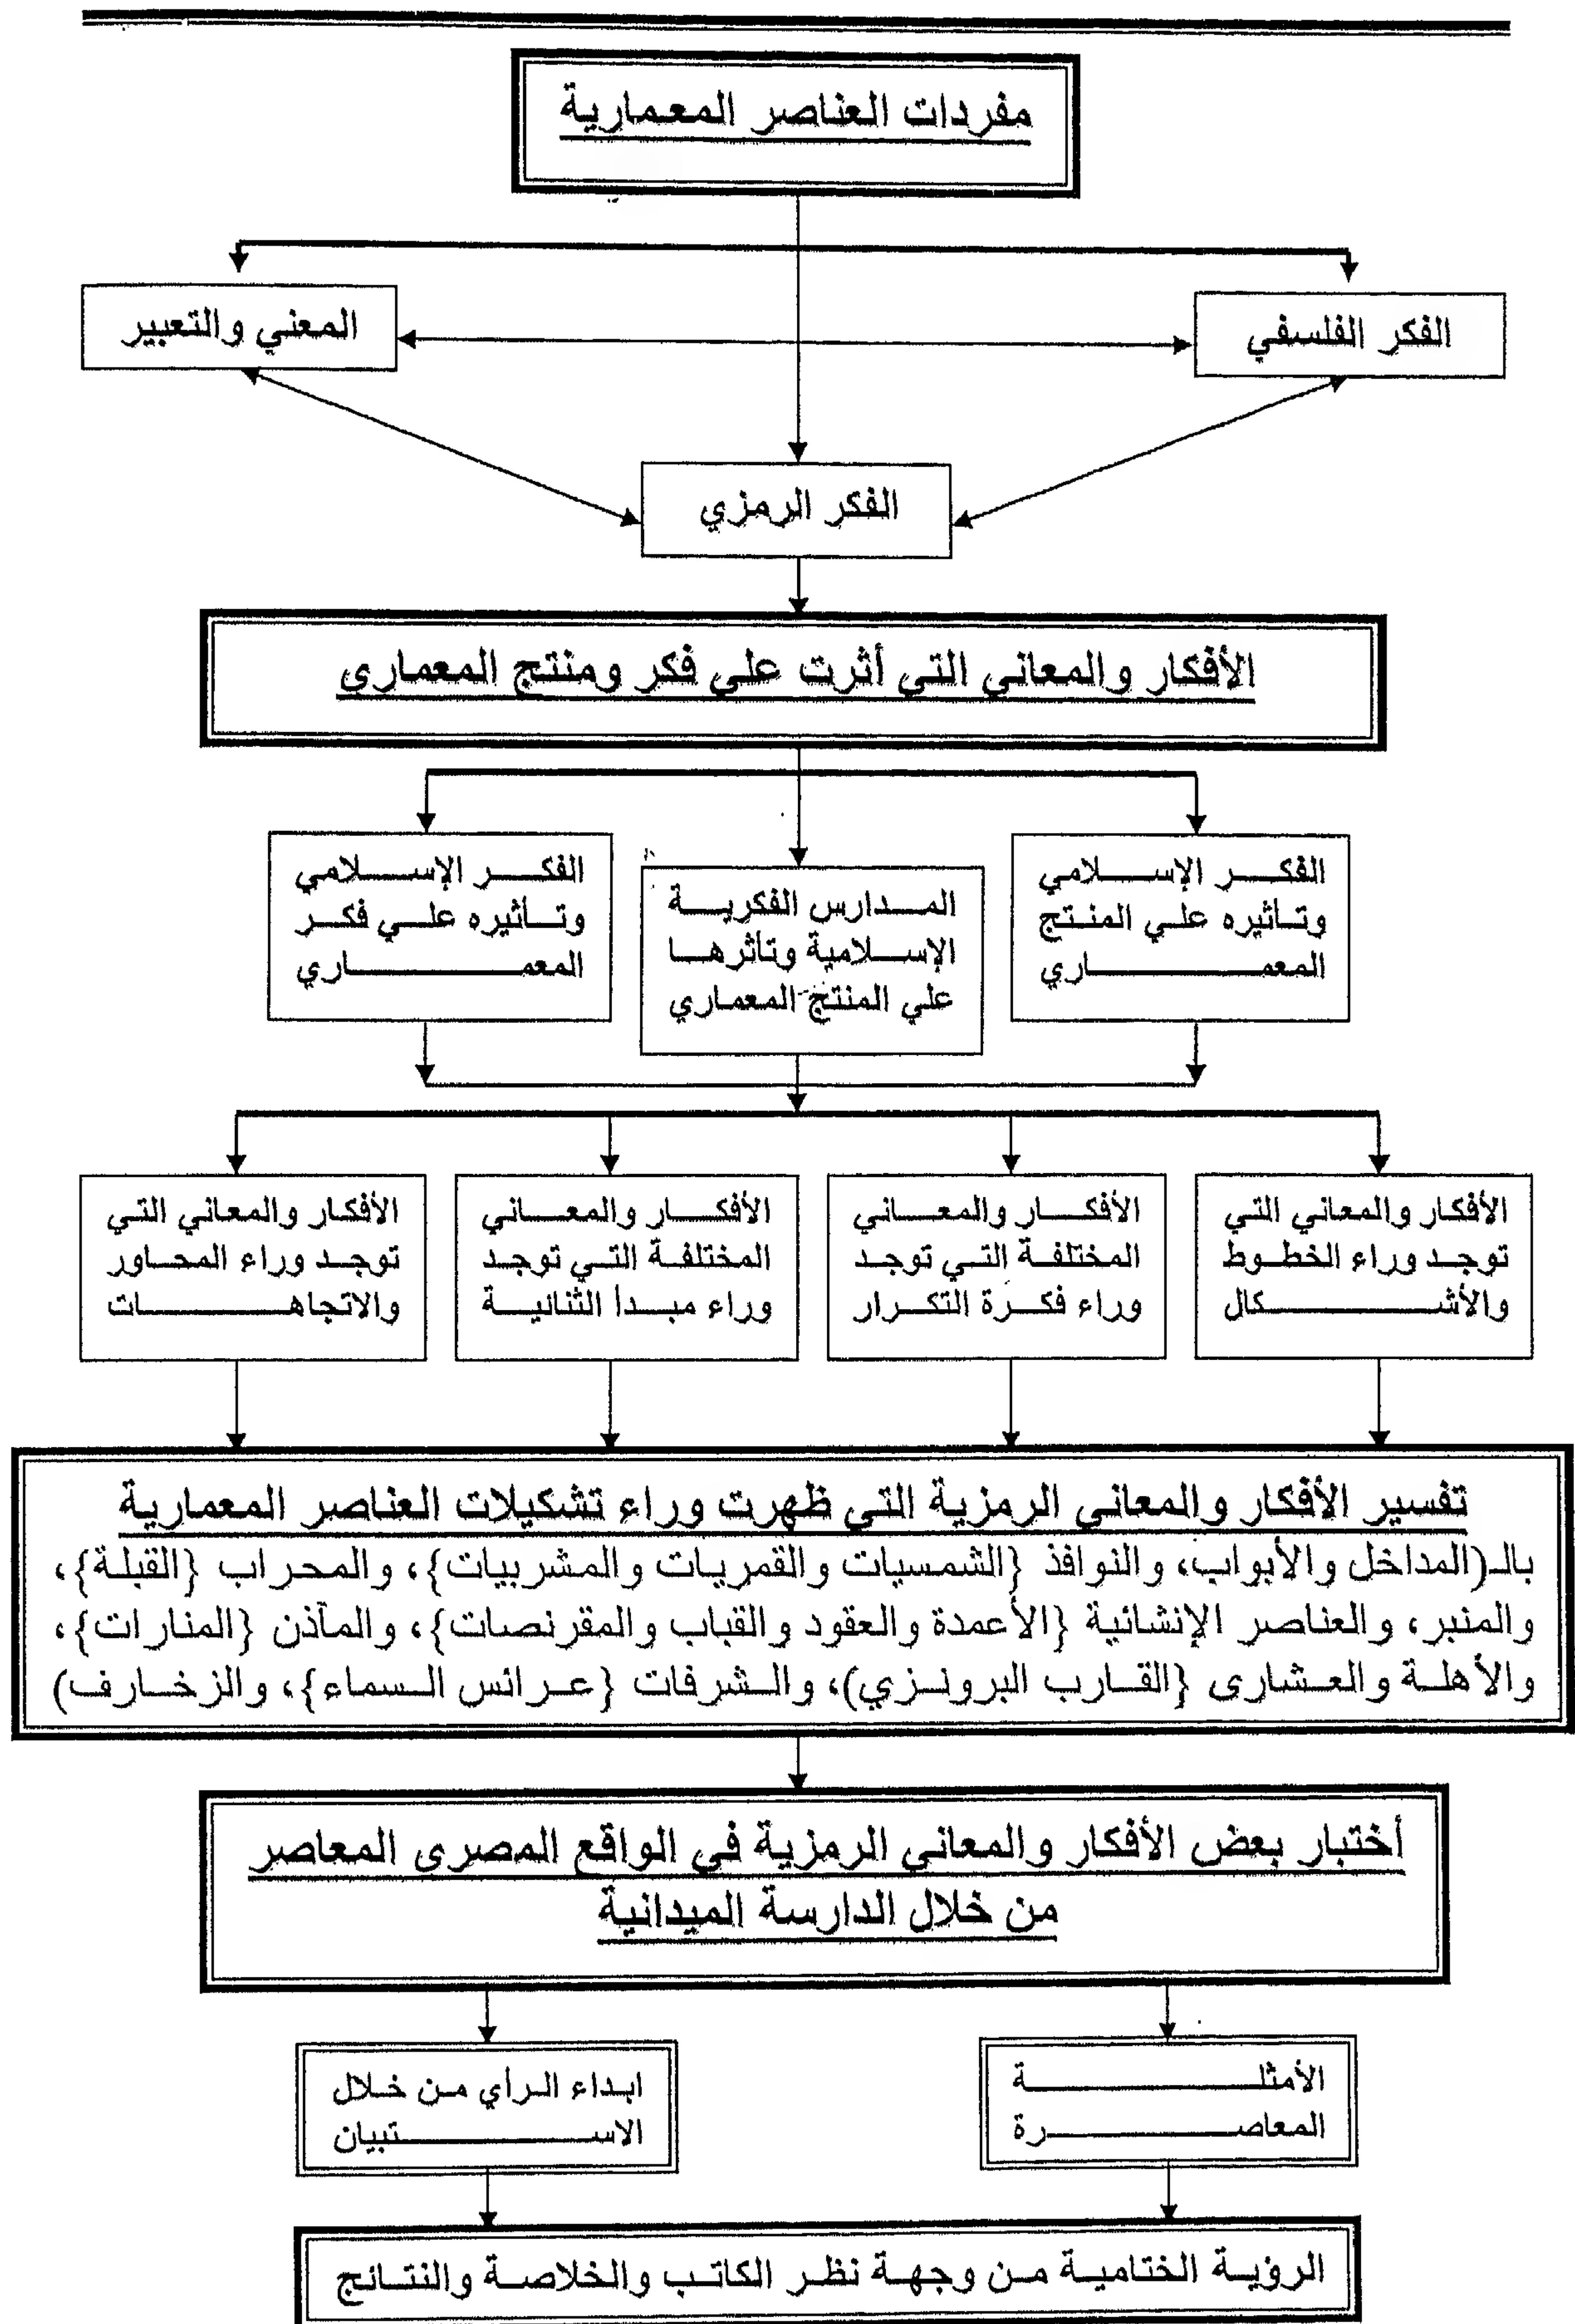 مفردات العناصر المعمارية
الفكر الفلسفي
المعني والتعبير
الفكر الرمزي
الأفكار والمعاني التي أثرت علي فكر ومنتج المعماري
الفكر الإسلامي
وتأثيره علي المنتج
المعماري
المدارس الفكرية
الإسلامية وتأثرها
علي المنتج المعماري
الفكر الإسلامي
وتأثيره علي فكر
المعماري
الأفكار والمعاني التي
توجد وراء الخطوط
والأشكال
الأفكار والمعاني
المختلفة التي توجد
وراء فكرة التكرار
الأفكار والمعاني
المختلفة التي توجد
وراء مبدأ الثنانية
الأفكار والمعاني التي
توجد وراء المحاور
والاتجاهات
تفسير الأفكار والمعاني الرمزية التي ظهرت وراء تشكيلات العناصر المعمارية
بالـ(المداخل والأبواب، والنوافذ {الشمسيات والقمريات والمشربيات}، والمحراب {القبلة}،
والمنبر، والعناصر الإنشائية {الأعمدة والعقود والقباب والمقرنصات}، والمآذن {المنارات}،
والأهلة والعشارى {القارب البرونزي)، والشرفات {عرائس السماء}، والزخارف)
أختبار بعض الأفكار والمعاني الرمزية في الواقع المصرى المعاصر
من خلال الدارسة الميدانية
الأمثلة
المعاصرة
ابداء الرأي من خلال
الاستبيان
الرؤية الختامية من وجهة نظر الكاتب والخلاصة والنتائج